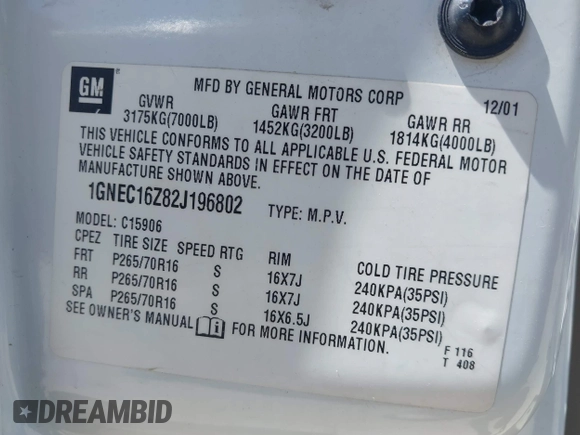 GM
MFD BY GENERAL MOTORS CORP 12/01
GVWR GAWR FRT GAWR RR
3175KG(7000LB) 1452KG(3200LB) 1814KG(4000LB)
THIS VEHICLE CONFORMS TO ALL APPLICABLE U.S. FEDERAL MOTOR
VEHICLE SAFETY STANDARDS IN EFFECT ON THE DATE OF
MANUFACTURE SHOWN ABOVE.
1GNEC16Z82J196802 TYPE: M.P.V.
MODEL: C15906
CPEZ TIRE SIZE SPEED RTG RIM COLD TIRE PRESSURE
FRT P265/70R16 S 16X7J 240KPA(35PSI)
RR P265/70R16 S 16X7J 240KPA(35PSI)
SPA P265/70R16 S 16X6.5J 240KPA(35PSI)
SEE OWNER'S MANUAL FOR MORE INFORMATION.
F 116
T 408
DREAMBID